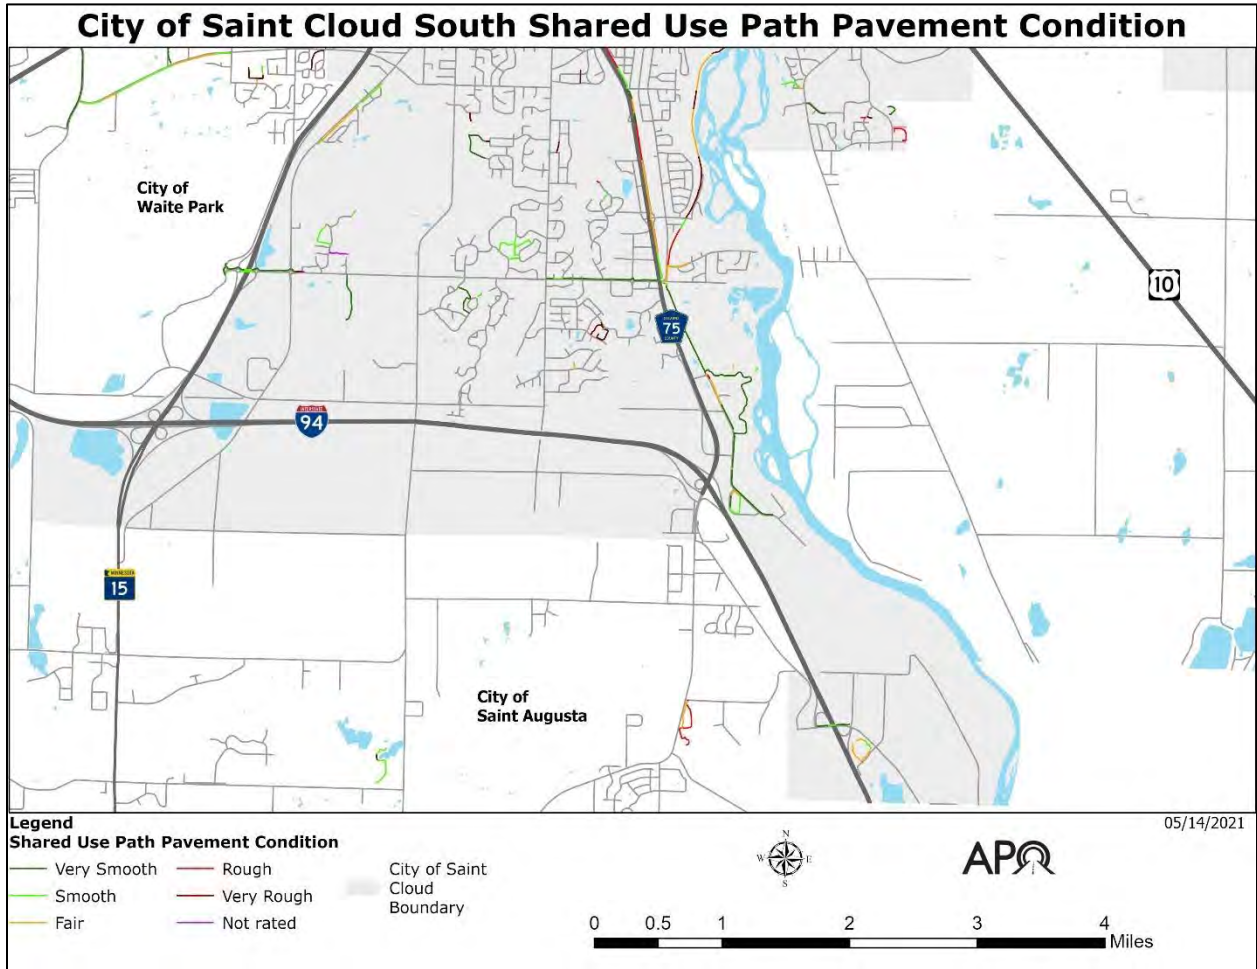 City of Saint Cloud South Shared Use Path Pavement Condition
City of
Waite Park
10
75
94
15
City of
Saint Augusta
05/14/2021
Legend
Shared Use Path Pavement Condition
Very Smooth
Smooth
Fair
Rough
Very Rough
Not rated
City of Saint
Cloud
Boundary
N
W
E
S
APO
0 0.5 1 2 3 4
Miles